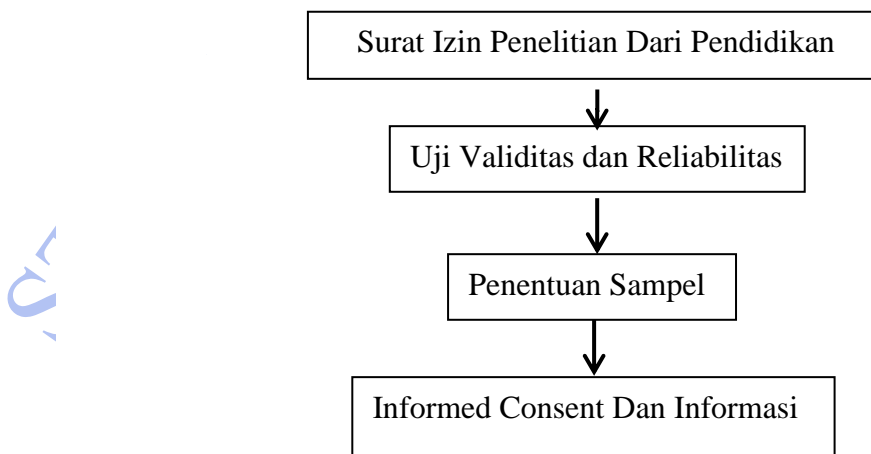 Surat Izin Penelitian Dari Pendidikan
Uji Validitas dan Reliabilitas
Penentuan Sampel
Informed Consent Dan Informasi